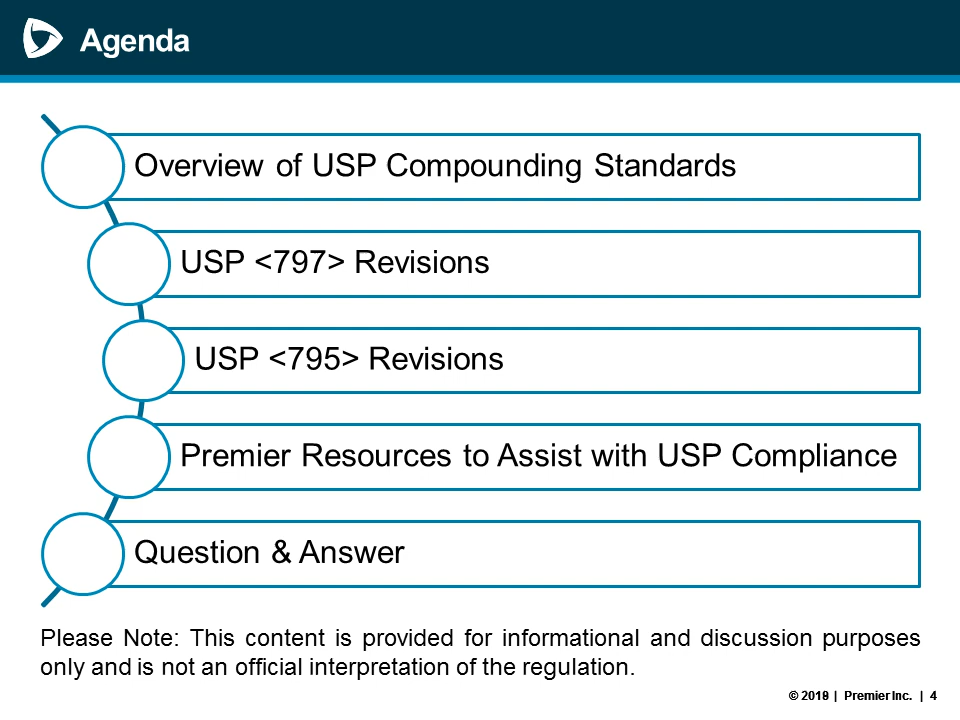 Agenda
Overview of USP Compounding Standards
USP <797> Revisions
USP <795> Revisions
Premier Resources to Assist with USP Compliance
Question & Answer
Please Note: This content is provided for informational and discussion purposes
only and is not an official interpretation of the regulation.
© 2018 | Premier Inc. | 4